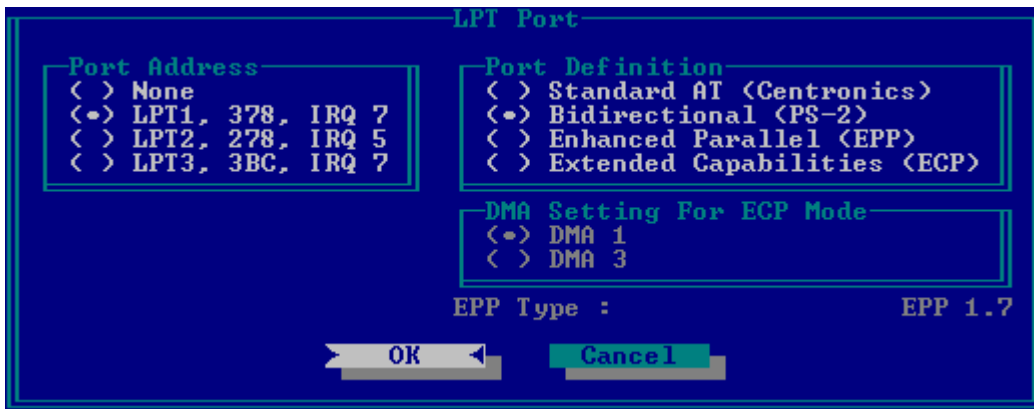 LPT Port
Port Address
( ) None
(•) LPT1, 378, IRQ 7
( ) LPT2, 278, IRQ 5
( ) LPT3, 3BC, IRQ 7
Port Definition
( ) Standard AT (Centronics)
(•) Bidirectional (PS-2)
( ) Enhanced Parallel (EPP)
( ) Extended Capabilities (ECP)
DMA Setting For ECP Mode
(•) DMA 1
( ) DMA 3
EPP Type : EPP 1.7
OK Cancel